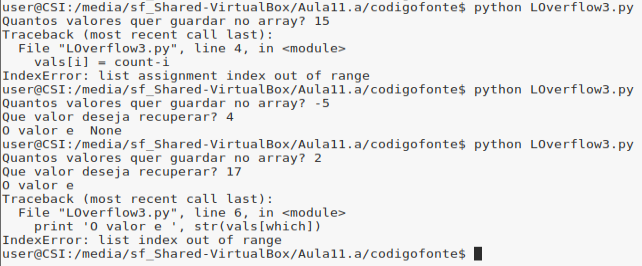 user@CSI:/media/sf_Shared-VirtualBox/Aula11.a/codigofonte$ python LOverflow3.py
Quantos valores quer guardar no array? 15
Traceback (most recent call last):
  File "LOverflow3.py", line 4, in <module>
    vals[i] = count-i
IndexError: list assignment index out of range
user@CSI:/media/sf_Shared-VirtualBox/Aula11.a/codigofonte$ python LOverflow3.py
Quantos valores quer guardar no array? -5
Que valor deseja recuperar? 4
O valor e  None
user@CSI:/media/sf_Shared-VirtualBox/Aula11.a/codigofonte$ python LOverflow3.py
Quantos valores quer guardar no array? 2
Que valor deseja recuperar? 17
O valor e
Traceback (most recent call last):
  File "LOverflow3.py", line 6, in <module>
    print 'O valor e ', str(vals[which])
IndexError: list index out of range
user@CSI:/media/sf_Shared-VirtualBox/Aula11.a/codigofonte$